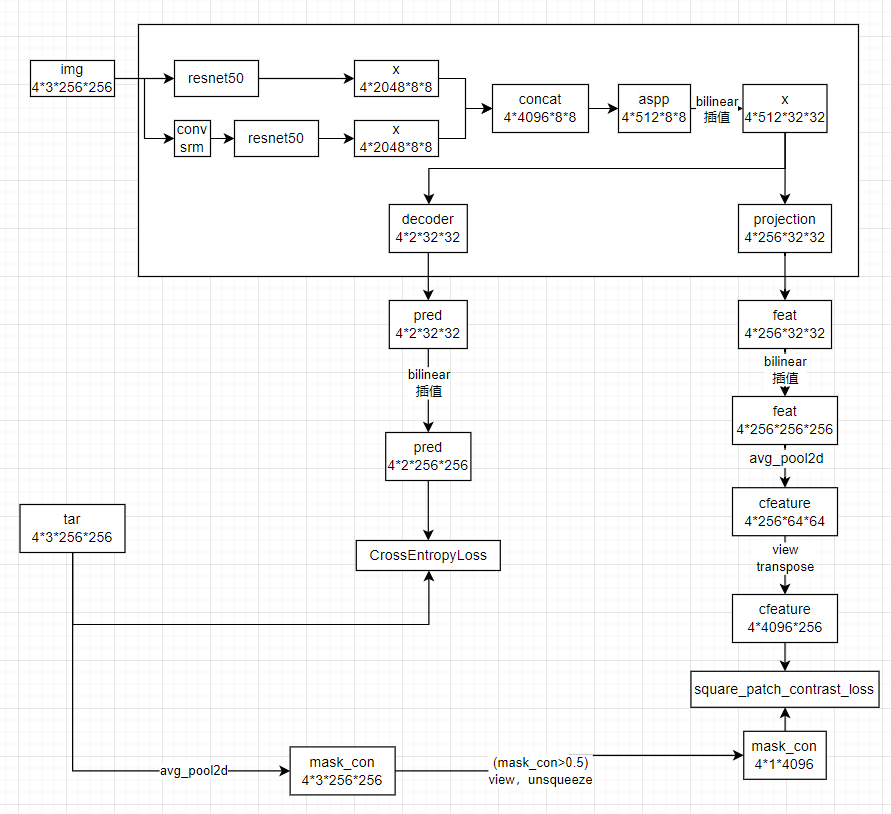 img
4*3*256*256
resnet50
x
4*2048*8*8
conv
srm
resnet50
x
4*2048*8*8
concat
4*4096*8*8
aspp
4*512*8*8
bilinear
插值
x
4*512*32*32
decoder
4*2*32*32
projection
4*256*32*32
pred
4*2*32*32
feat
4*256*32*32
bilinear
插值
bilinear
插值
feat
4*256*256*256
pred
4*2*256*256
avg_pool2d
cfeature
4*256*64*64
tar
4*3*256*256
CrossEntropyLoss
view
transpose
cfeature
4*4096*256
square_patch_contrast_loss
avg_pool2d
mask_con
4*3*256*256
(mask_con>0.5)
view，unsqueeze
mask_con
4*1*4096